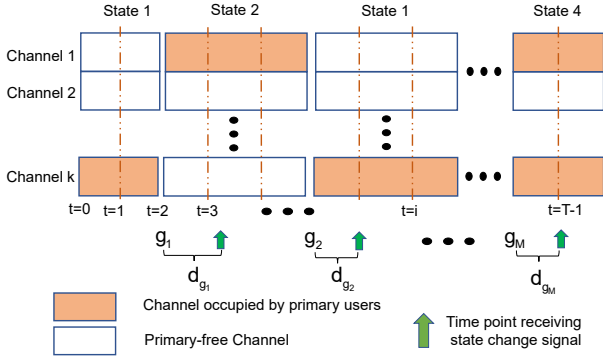 State 1 State 2 State 1 State 4
Channel 1
Channel 2
Channel k
t=0 t=1 t=2 t=3 t=i t=T-1
g1 g2 gM
dg1 dg2 dgM
Channel occupied by primary users
Primary-free Channel
Time point receiving
state change signal